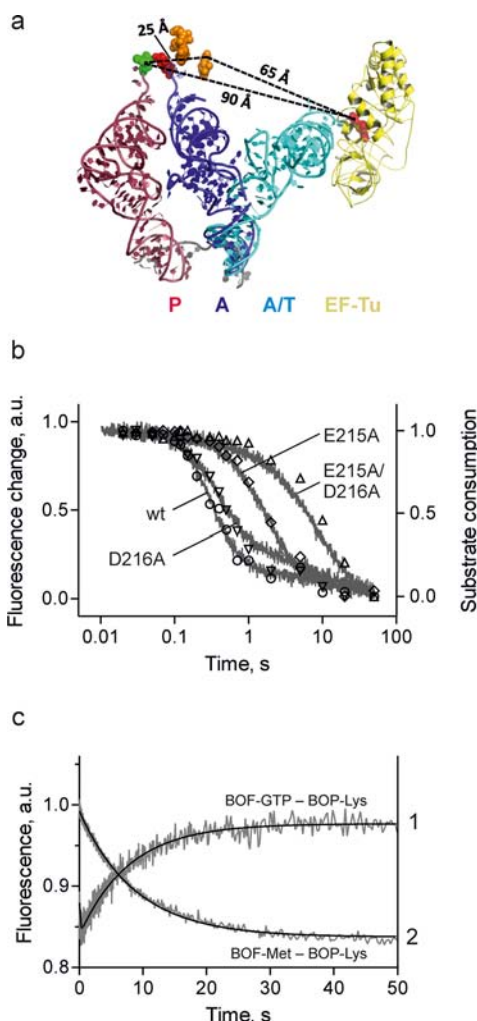 a
25 Å
65 Å
90 Å
P A A/T EF-Tu
b
Fluorescence change, a.u.
Substrate consumption
1.0
0.5
0.0
1.0
0.5
0.0
E215A
E215A/
D216A
wt
D216A
0.01 0.1 1 10 100
Time, s
c
Fluorescence, a.u.
1.0
0.9
0.8
BOF-GTP – BOP-Lys
1
2
BOF-Met – BOP-Lys
0 10 20 30 40 50
Time, s